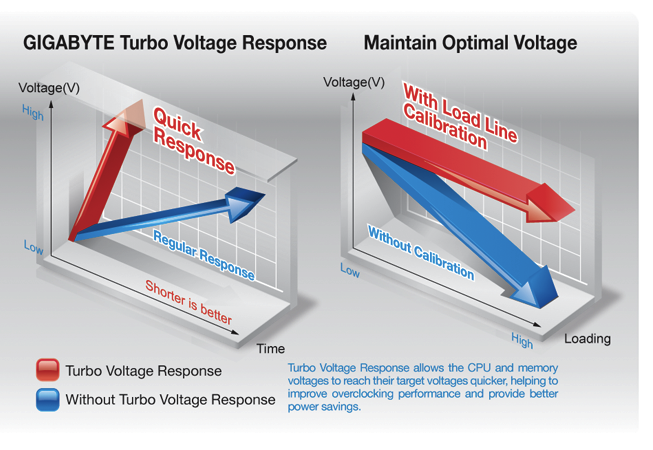 GIGABYTE Turbo Voltage Response
Voltage(V)
High
Quick
Response
Regular Response
Low
Shorter is better
Time
Maintain Optimal Voltage
Voltage(V)
With Load Line
Calibration
Without Calibration
Low
High
Loading
Turbo Voltage Response
Without Turbo Voltage Response
Turbo Voltage Response allows the CPU and memory
voltages to reach their target voltages quicker, helping to
improve overclocking performance and provide better
power savings.